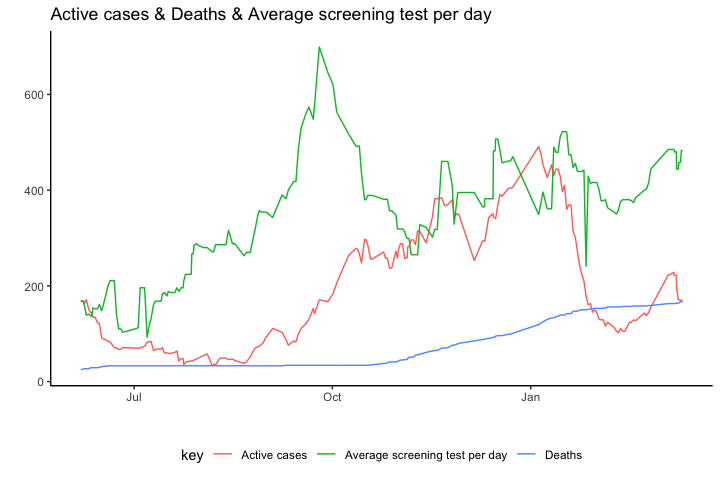 Active cases & Deaths & Average screening test per day
600
400
200
0
Jul
Oct
Jan
key
Active cases
Average screening test per day
Deaths